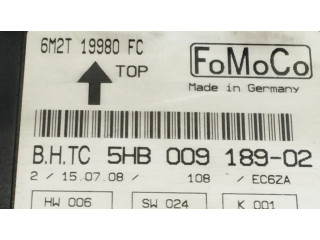 6M2T 19980 FC
FoMoCo
TOP
Made in Germany
B.H.TC 5HB 009 189-02
2 / 15.07.08 / 108 / EC6ZA
HW 006 SW 024 K 001